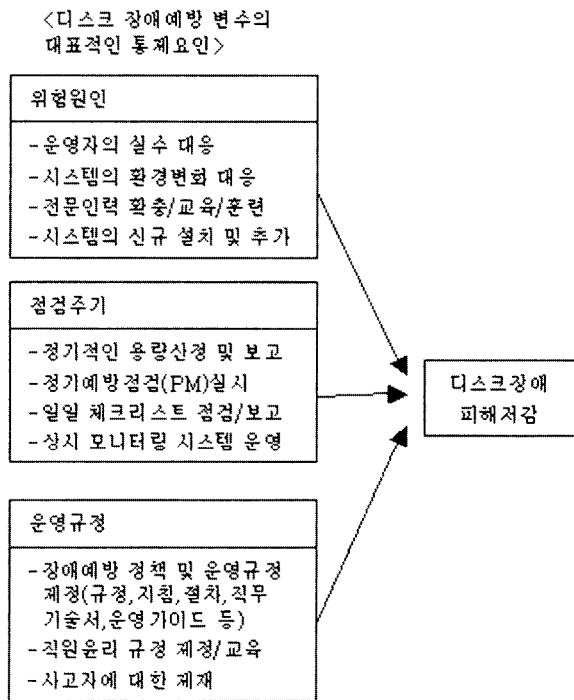 <디스크 장애예방 변수의
대표적인 통제요인>
위험원인
-운영자의 실수 대응
-시스템의 환경변화 대응
-전문인력 확충/교육/훈련
-시스템의 신규 설치 및 추가
점검주기
-정기적인 용량산정 및 보고
-정기예방점검(PM)실시
-일일 체크리스트 점검/보고
-상시 모니터링 시스템 운영
디스크장애
피해저감
운영규정
-장애예방 정책 및 운영규정
제정(규정,지침,절차,직무
기술서,운영가이드 등)
-직원윤리 규정 제정/교육
-사고자에 대한 제재